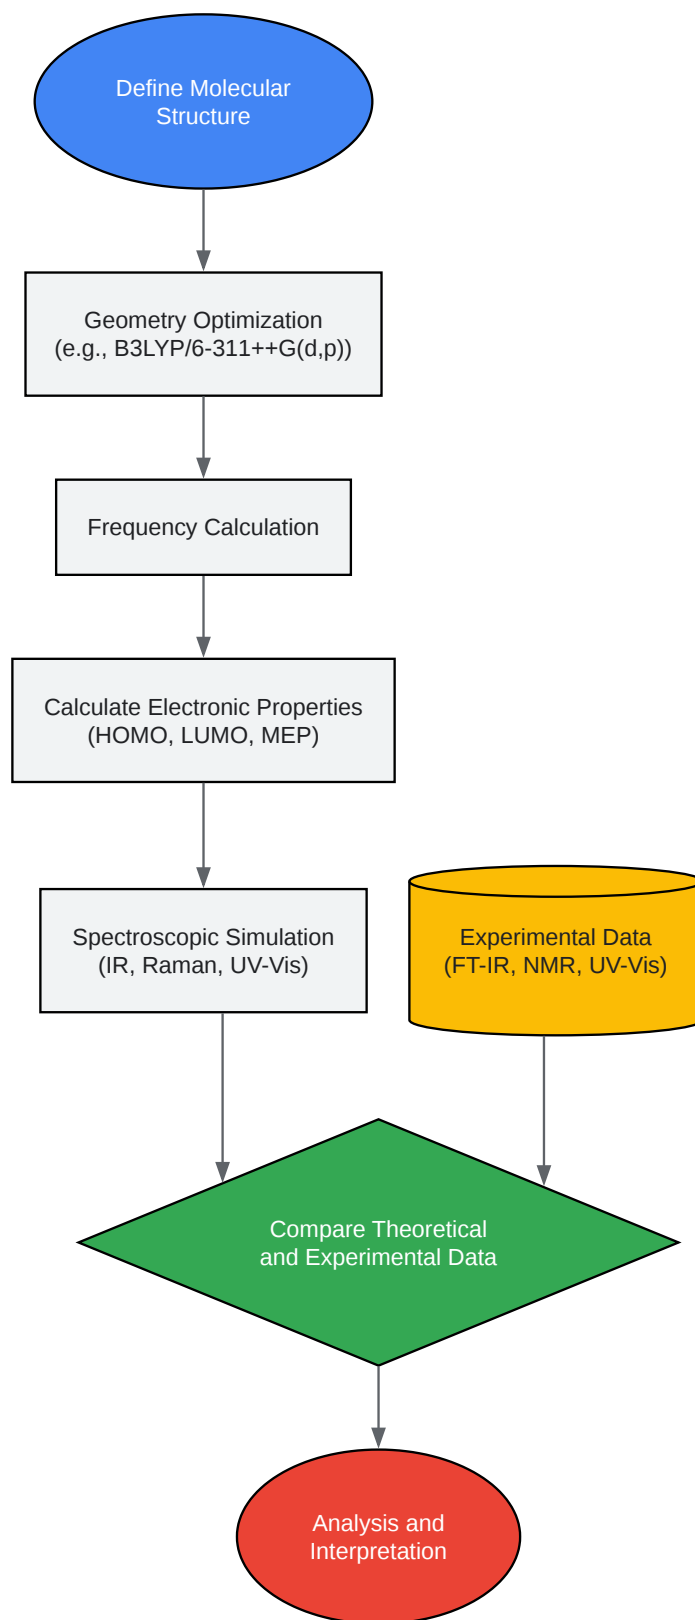 Define Molecular
Structure
Geometry Optimization
(e.g., B3LYP/6-311++G(d,p))
Frequency Calculation
Calculate Electronic Properties
(HOMO, LUMO, MEP)
Spectroscopic Simulation
(IR, Raman, UV-Vis)
Experimental Data
(FT-IR, NMR, UV-Vis)
Compare Theoretical
and Experimental Data
Analysis and
Interpretation